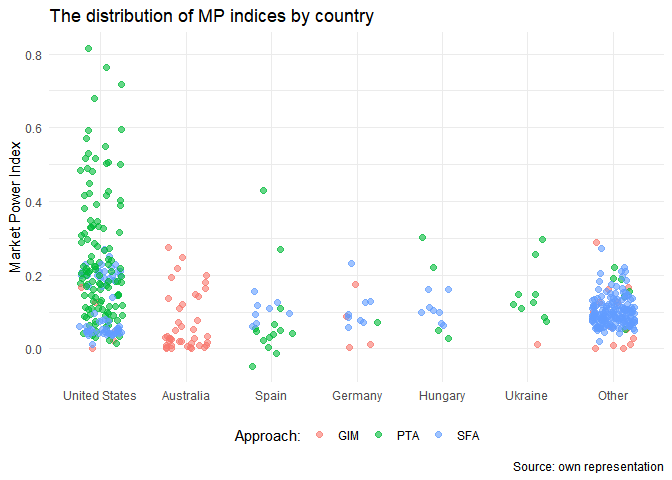 The distribution of MP indices by country
Market Power Index
0.8
0.6
0.4
0.2
0.0
United States Australia Spain Germany Hungary Ukraine Other
Approach: GIM PTA SFA
Source: own representation